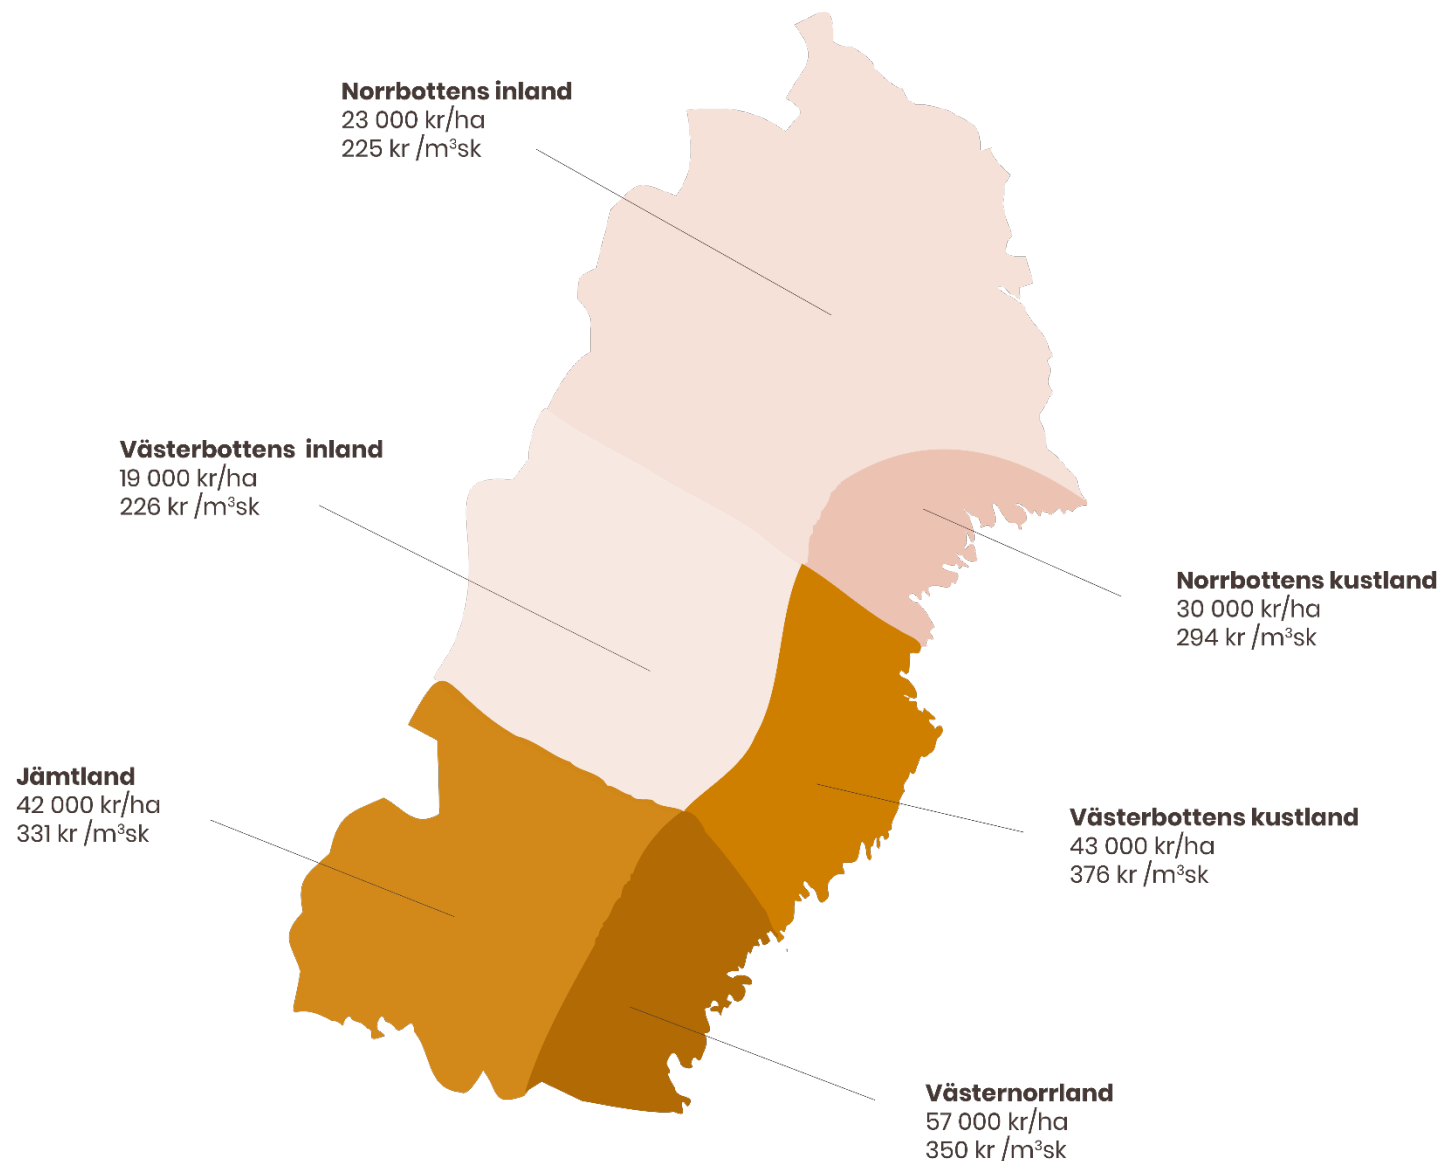 Norrbottens inland
23 000 kr/ha
225 kr /m³sk
Västerbottens inland
19 000 kr/ha
226 kr /m³sk
Norrbottens kustland
30 000 kr/ha
294 kr /m³sk
Jämtland
42 000 kr/ha
331 kr /m³sk
Västerbottens kustland
43 000 kr/ha
376 kr /m³sk
Västernorrland
57 000 kr/ha
350 kr /m³sk